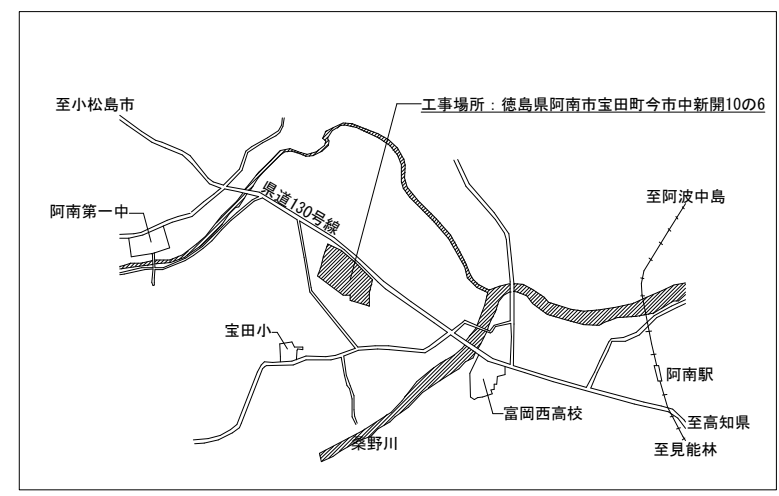 至小松島市
工事場所：徳島県阿南市宝田町今市中新開10の6
県道130号線
阿南第一中
至阿波中島
宝田小
阿南駅
富岡西高校
至高知県
桑野川
至見能林